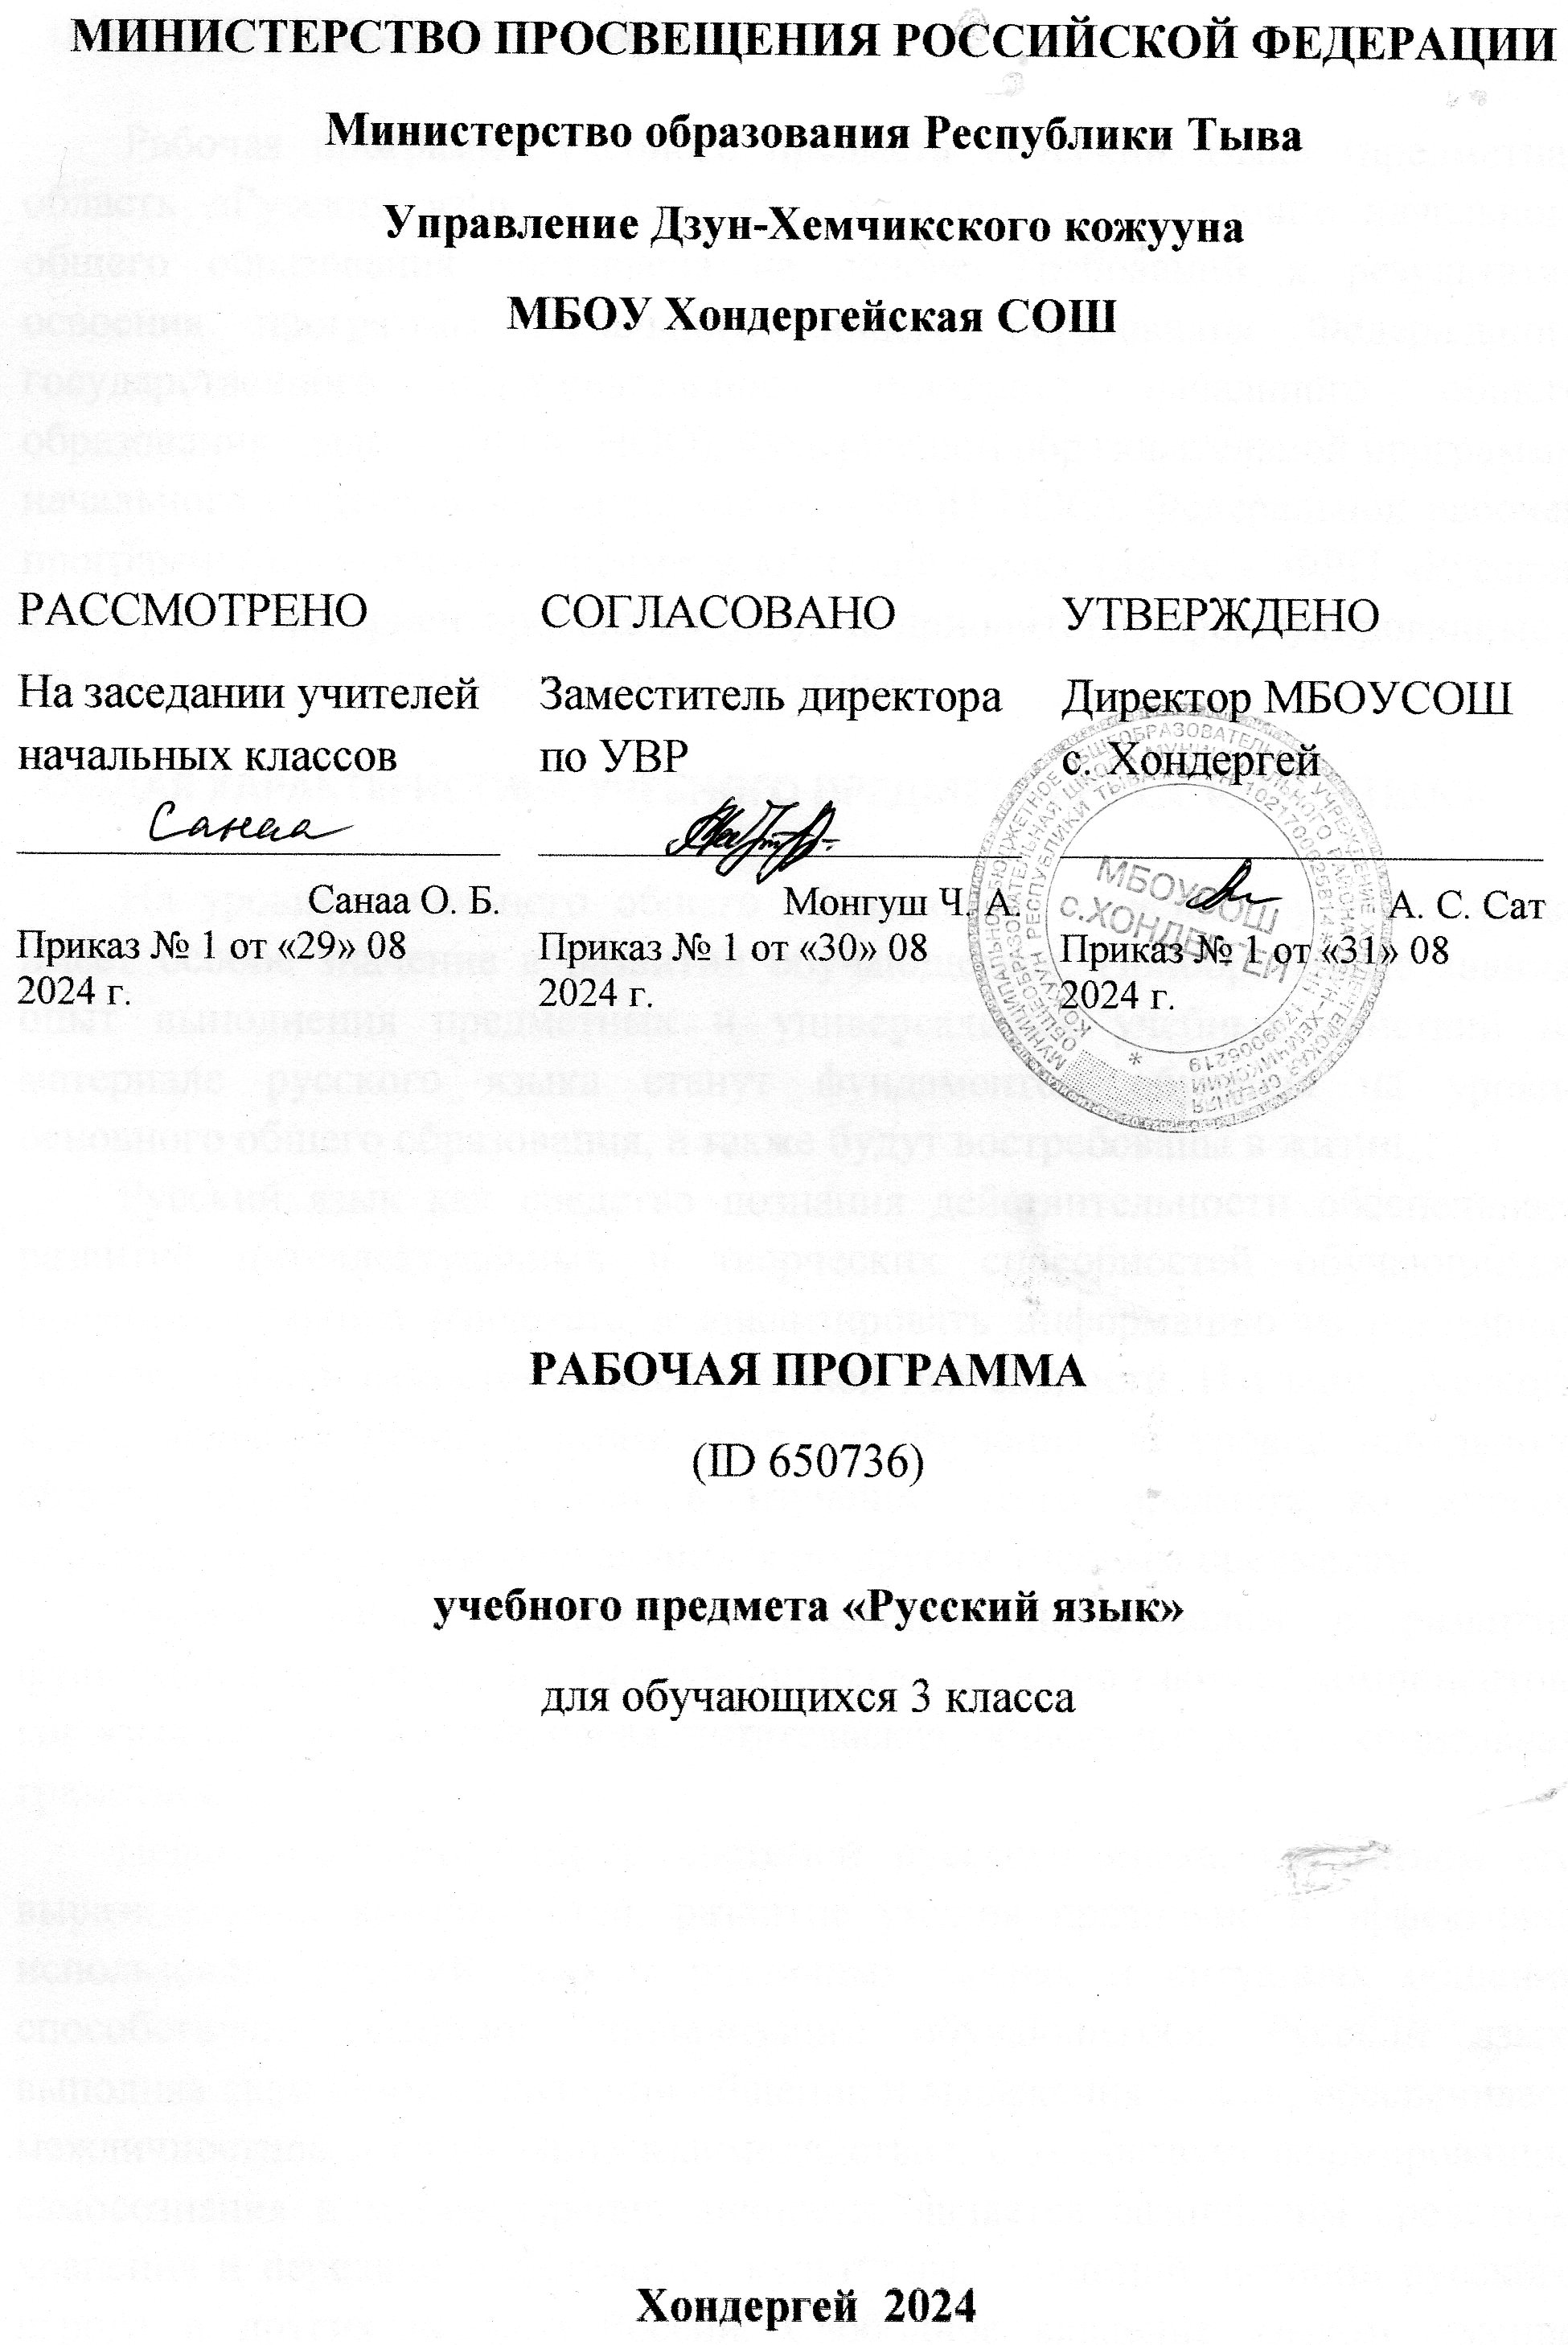 МИНИСТЕРСТВО ПРОСВЕЩЕНИЯ РОССИЙСКОЙ ФЕДЕРАЦИИ
Министерство образования Республики Тыва
Управление Дзун-Хемчикского кожууна
МБОУ Хондергейская СОШ
РАССМОТРЕНО
На заседании учителей
начальных классов
Санаа
Санаа О. Б.
Приказ № 1 от «29» 08
2024 г.
СОГЛАСОВАНО
Заместитель директора
по УВР
Монгуш Ч. А.
Приказ № 1 от «30» 08
2024 г.
УТВЕРЖДЕНО
Директор МБОУСОШ
с. Хондергей
А. С. Сат
Приказ № 1 от «31» 08
2024 г.
МБОУСОШ
с.ХОНДЕРГЕЙ
РАБОЧАЯ ПРОГРАММА
(ID 650736)
учебного предмета «Русский язык»
для обучающихся 3 класса
Хондергей 2024